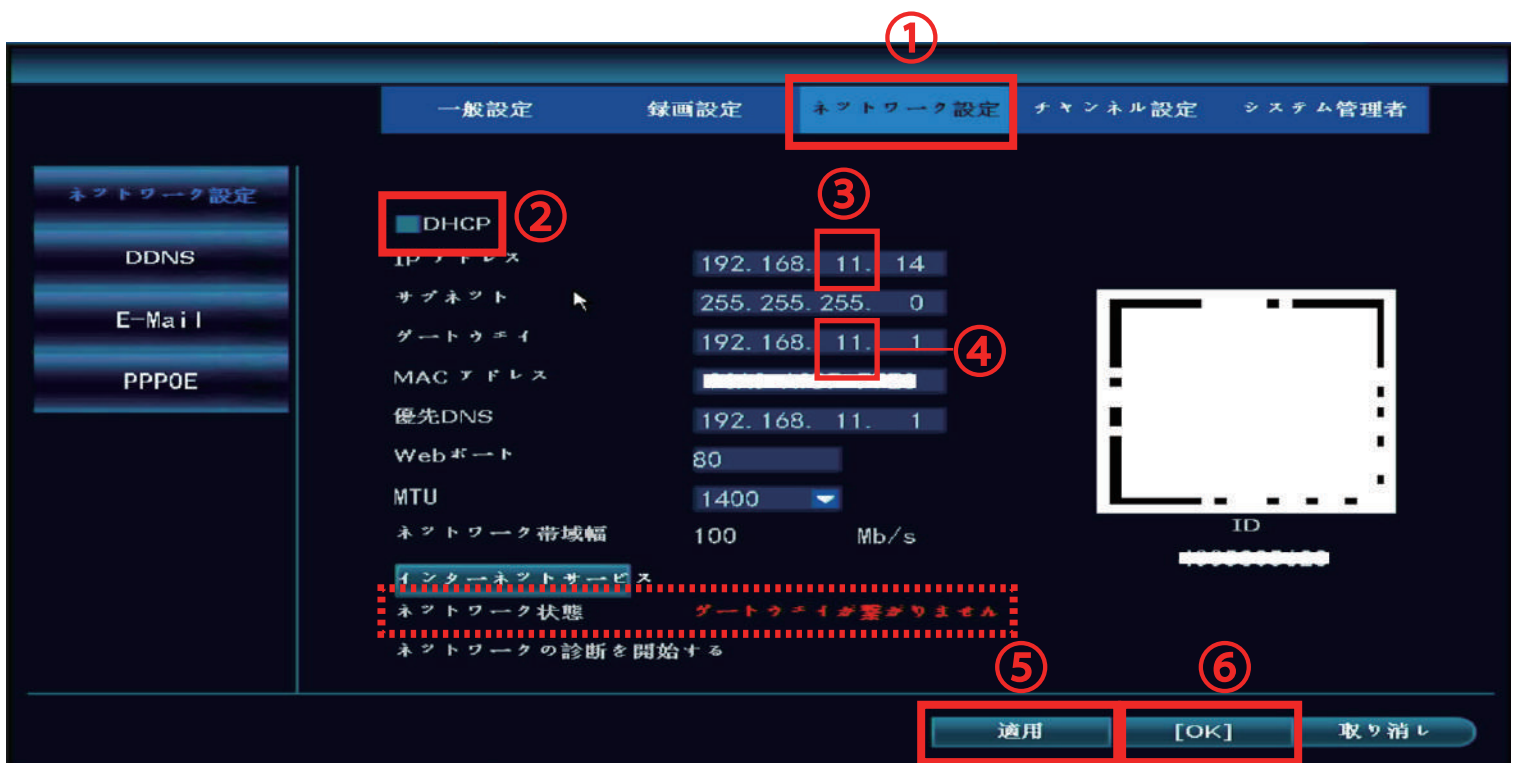 ①
一般設定 録画設定 ネットワーク設定 チャンネル設定 システム管理者
ネットワーク設定
DDNS
E-Mail
PPPOE
DHCP ②
③
IPアドレス 192.168. 11. 14
サブネット 255.255.255. 0
ゲートウェイ 192.168. 11. 1 ④
MACアドレス
優先DNS 192.168. 11. 1
Webポート 80
MTU 1400
ネットワーク帯域幅 100 Mb/s
インターネットサービス
ネットワーク状態 ゲートウェイが繋がりません
ネットワークの診断を開始する
ID
⑤ ⑥
適用 [OK] 取り消し